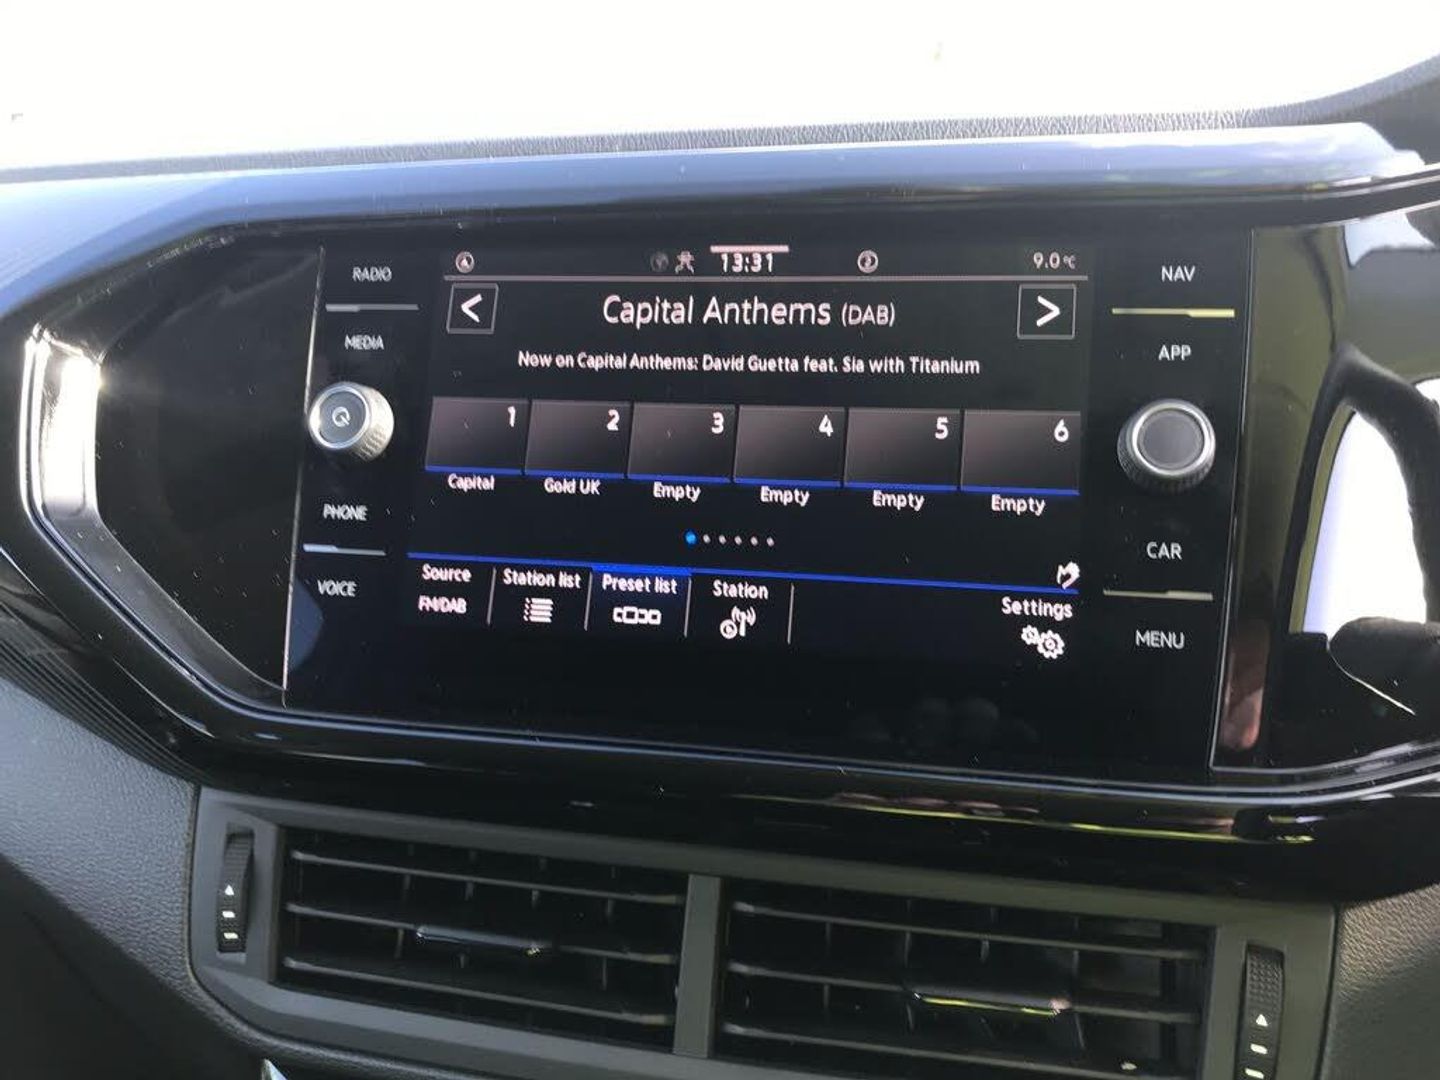 RADIO
MEDIA
PHONE
VOICE
13:31
9.0°C
Capital Anthems (DAB)
Now on Capital Anthems: David Guetta feat. Sia with Titanium
1 2 3 4 5 6
Capital Gold UK Empty Empty Empty Empty
Source Station list Preset list Station Settings
FM/DAB
NAV
APP
CAR
MENU